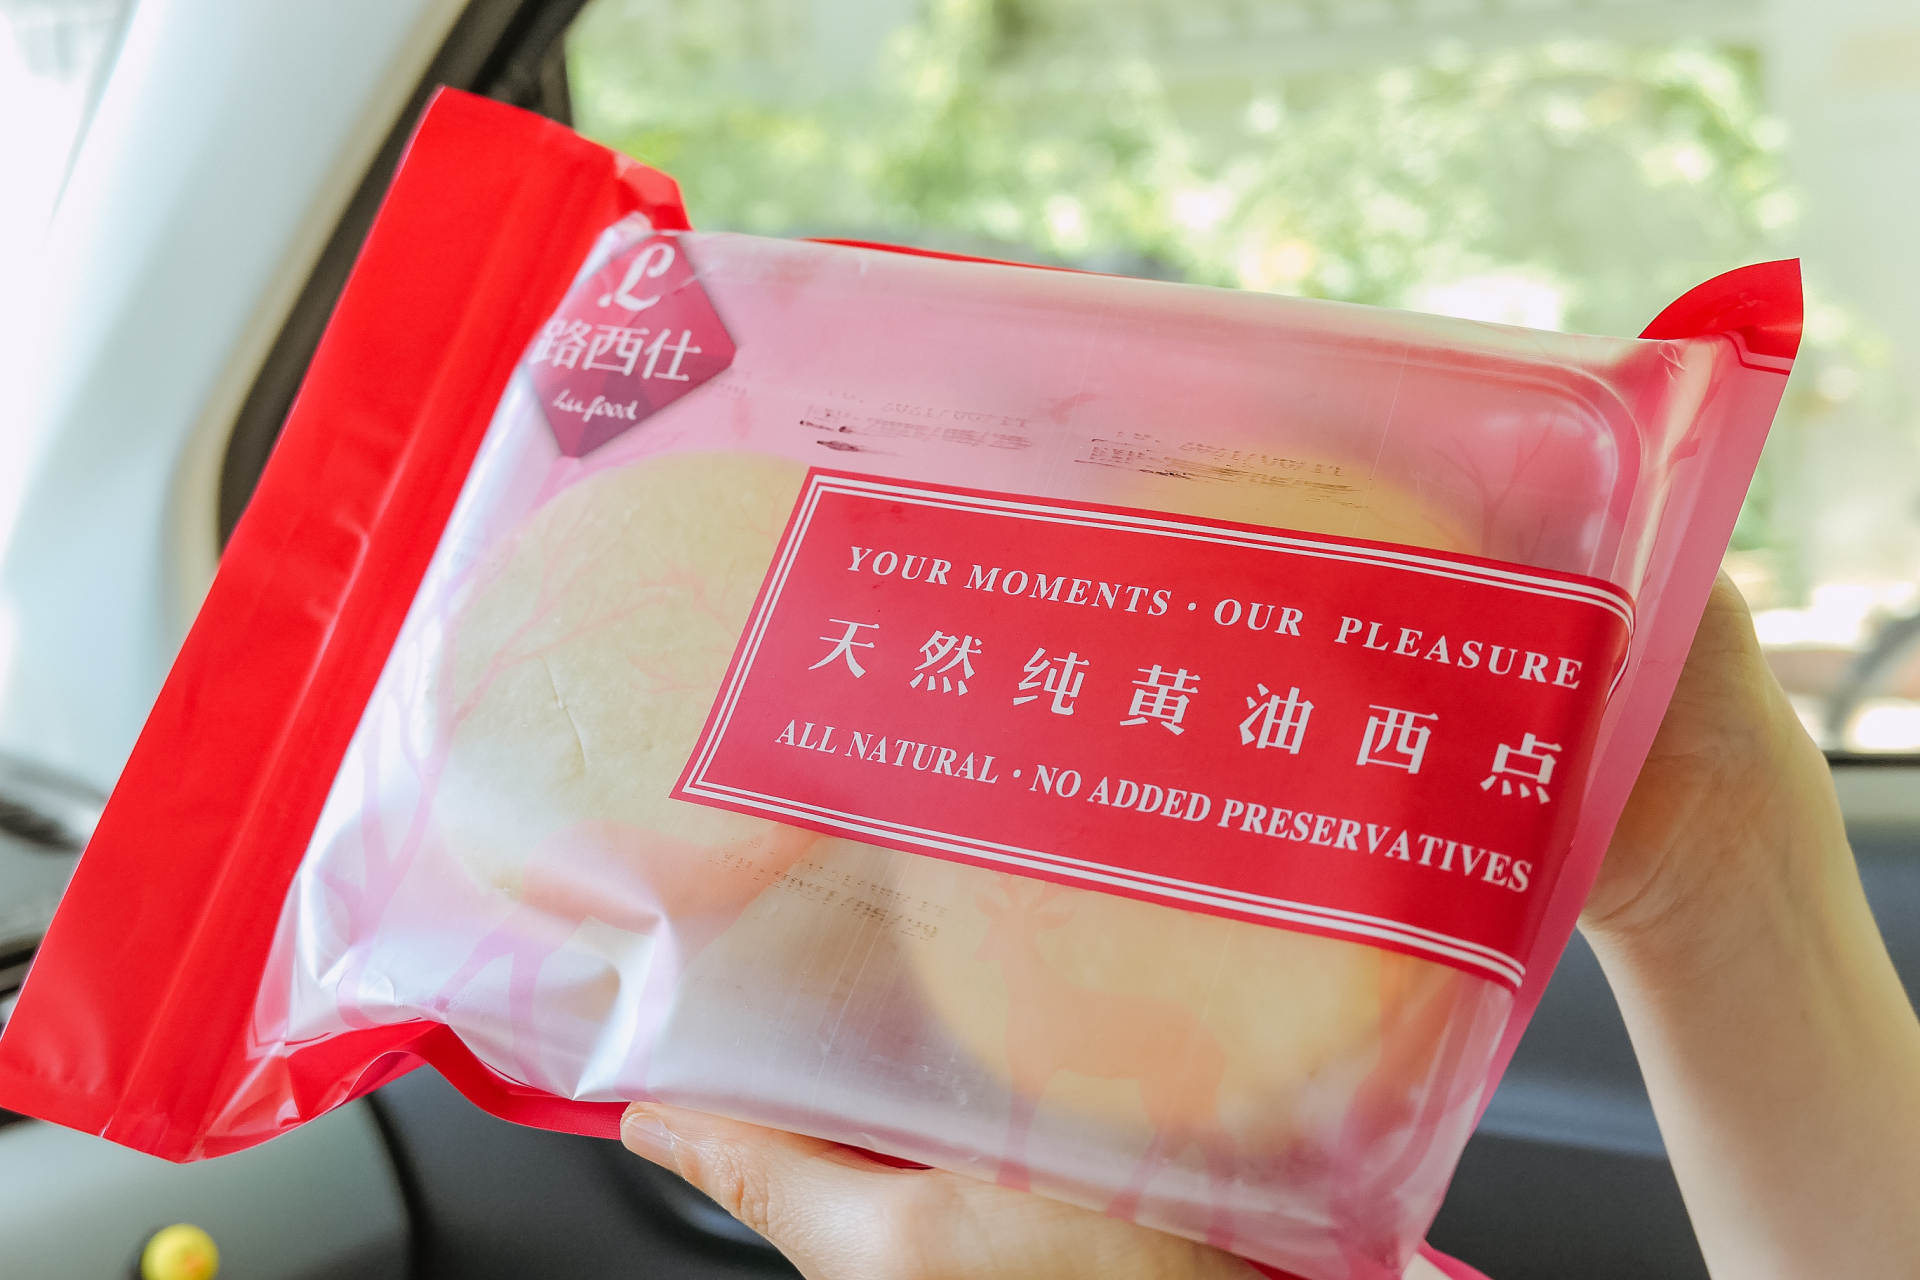 L
路西仕
YOUR MOMENTS · OUR PLEASURE
天然纯黄油西点
ALL NATURAL · NO ADDED PRESERVATIVES